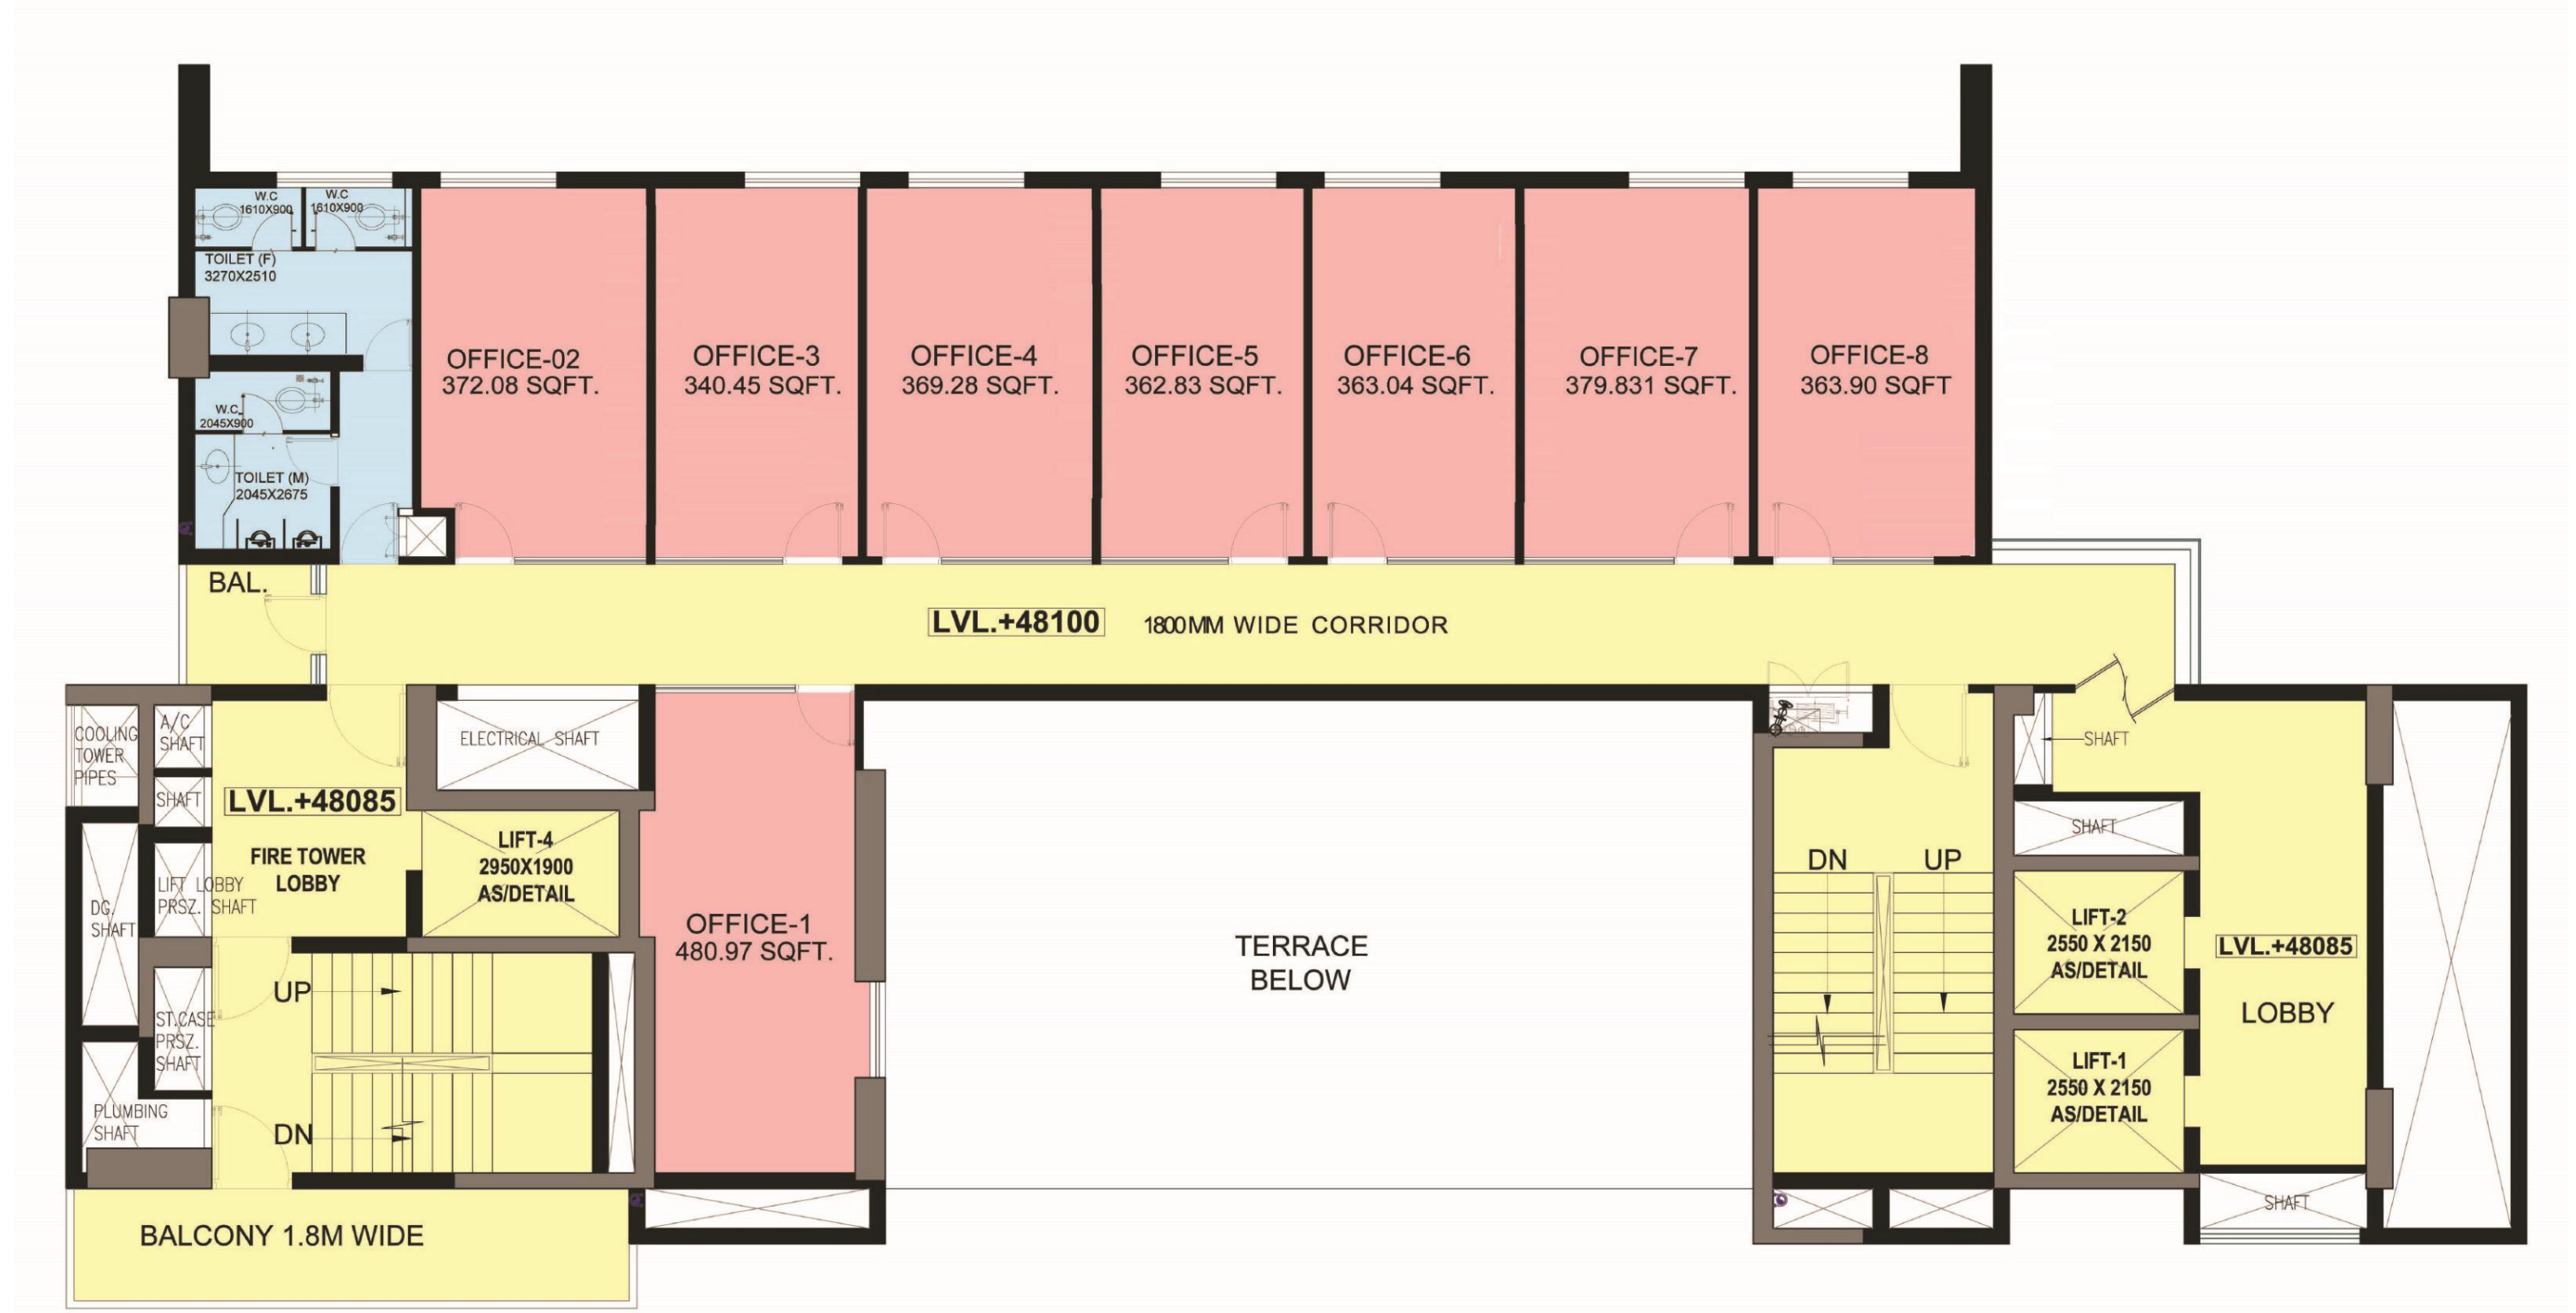 W.C
1610X900
W.C
1610X900
TOILET (F)
3270X2510
W.C.
2045X900
TOILET (M)
2045X2675
OFFICE-02
372.08 SQFT.
OFFICE-3
340.45 SQFT.
OFFICE-4
369.28 SQFT.
OFFICE-5
362.83 SQFT.
OFFICE-6
363.04 SQFT.
OFFICE-7
379.831 SQFT.
OFFICE-8
363.90 SQFT
BAL.
LVL.+48100
1800MM WIDE CORRIDOR
COOLING
TOWER
PIPES
A/C
SHAFT
SHAFT
LVL.+48085
FIRE TOWER
LOBBY
LIFT LOBBY
PRSZ. SHAFT
DG.
SHAFT
ST.CASE
PRSZ.
SHAFT
PLUMBING
SHAFT
UP
DN
ELECTRICAL SHAFT
LIFT-4
2950X1900
AS/DETAIL
OFFICE-1
480.97 SQFT.
TERRACE
BELOW
DN
UP
SHAFT
SHAFT
LIFT-2
2550 X 2150
AS/DETAIL
LIFT-1
2550 X 2150
AS/DETAIL
LVL.+48085
LOBBY
SHAFT
BALCONY 1.8M WIDE